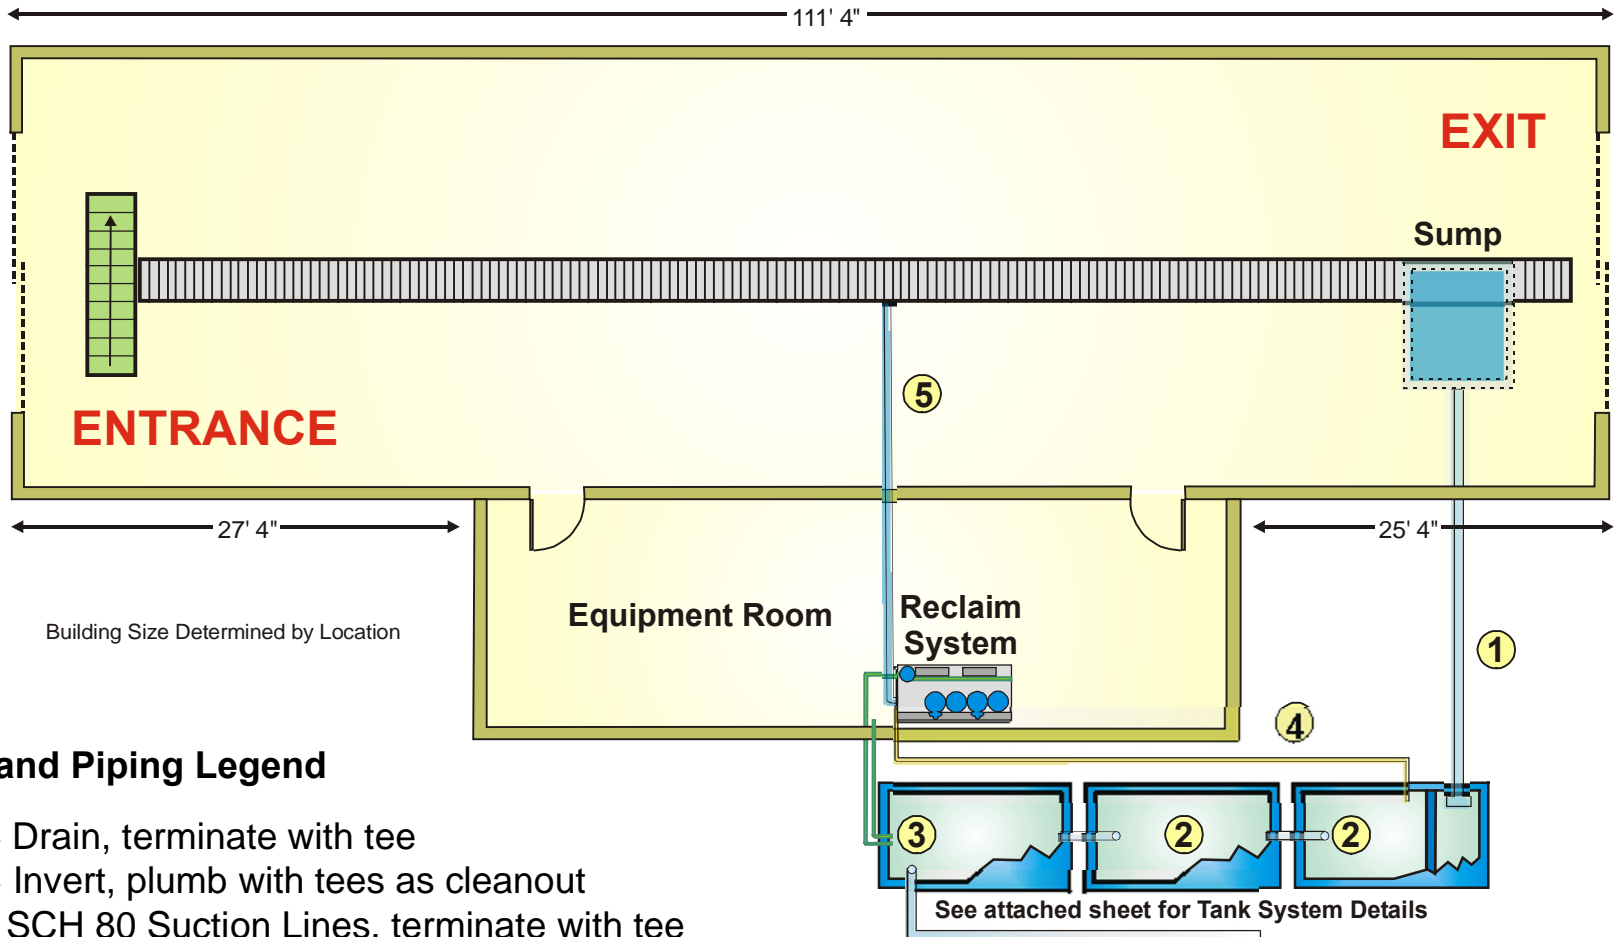 111' 4"
EXIT
Sump
5
ENTRANCE
27' 4"
25' 4"
Equipment Room
Reclaim
System
Building Size Determined by Location
1
4
and Piping Legend
3
2
2
Drain, terminate with tee
Invert, plumb with tees as cleanout
SCH 80 Suction Lines, terminate with tee
See attached sheet for Tank System Details